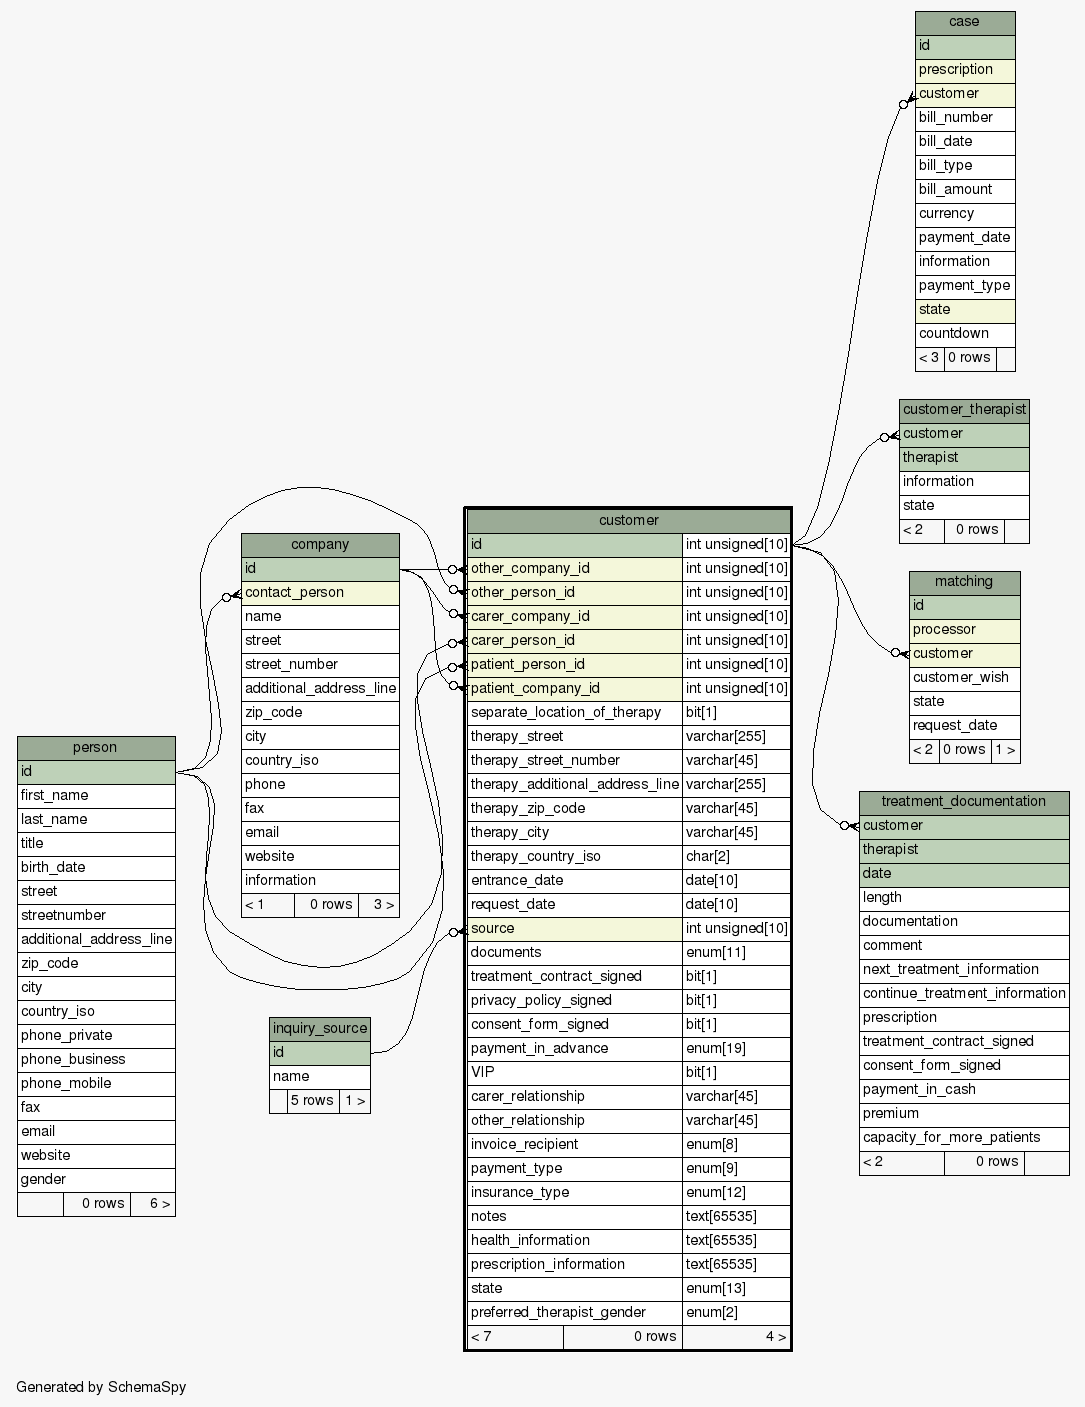 case
id
prescription
customer
bill_number
bill_date
bill_type
bill_amount
currency
payment_date
information
payment_type
state
countdown
< 3 0 rows
customer_therapist
customer
therapist
information
state
< 2 0 rows
matching
id
processor
customer
customer_wish
state
request_date
< 2 0 rows 1 >
treatment_documentation
customer
therapist
date
length
documentation
comment
next_treatment_information
continue_treatment_information
prescription
treatment_contract_signed
consent_form_signed
payment_in_cash
premium
capacity_for_more_patients
< 2 0 rows
customer
id int unsigned[10]
other_company_id int unsigned[10]
other_person_id int unsigned[10]
carer_company_id int unsigned[10]
carer_person_id int unsigned[10]
patient_person_id int unsigned[10]
patient_company_id int unsigned[10]
separate_location_of_therapy bit[1]
therapy_street varchar[255]
therapy_street_number varchar[45]
therapy_additional_address_line varchar[255]
therapy_zip_code varchar[45]
therapy_city varchar[45]
therapy_country_iso char[2]
entrance_date date[10]
request_date date[10]
source int unsigned[10]
documents enum[11]
treatment_contract_signed bit[1]
privacy_policy_signed bit[1]
consent_form_signed bit[1]
payment_in_advance enum[19]
VIP bit[1]
carer_relationship varchar[45]
other_relationship varchar[45]
invoice_recipient enum[8]
payment_type enum[9]
insurance_type enum[12]
notes text[65535]
health_information text[65535]
prescription_information text[65535]
state enum[13]
preferred_therapist_gender enum[2]
< 7 0 rows 4 >
company
id
contact_person
name
street
street_number
additional_address_line
zip_code
city
country_iso
phone
fax
email
website
information
< 1 0 rows 3 >
person
id
first_name
last_name
title
birth_date
street
streetnumber
additional_address_line
zip_code
city
country_iso
phone_private
phone_business
phone_mobile
fax
email
website
gender
0 rows 6 >
inquiry_source
id
name
5 rows 1 >
Generated by SchemaSpy